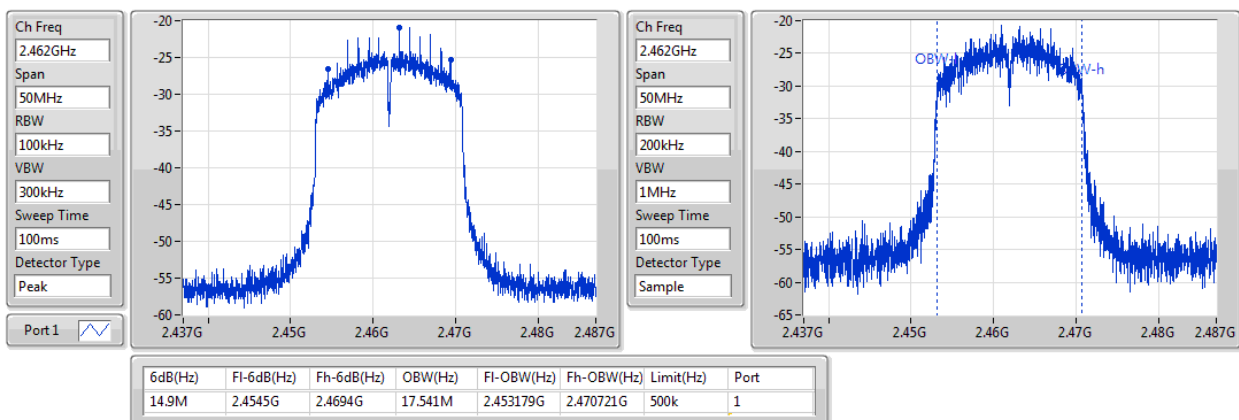 Ch Freq
2.462GHz
Span
50MHz
RBW
100kHz
VBW
300kHz
Sweep Time
100ms
Detector Type
Peak
Port 1
-20
-25
-30
-35
-40
-45
-50
-55
-60
2.437G 2.45G 2.46G 2.47G 2.48G 2.487G
Ch Freq
2.462GHz
Span
50MHz
RBW
200kHz
VBW
1MHz
Sweep Time
100ms
Detector Type
Sample
-20
-25
-30
-35
-40
-45
-50
-55
-60
-65
OBW
W-h
2.437G 2.45G 2.46G 2.47G 2.48G 2.487G
6dB(Hz) Fl-6dB(Hz) Fh-6dB(Hz) OBW(Hz) Fl-OBW(Hz) Fh-OBW(Hz) Limit(Hz) Port
14.9M 2.4545G 2.4694G 17.541M 2.453179G 2.470721G 500k 1